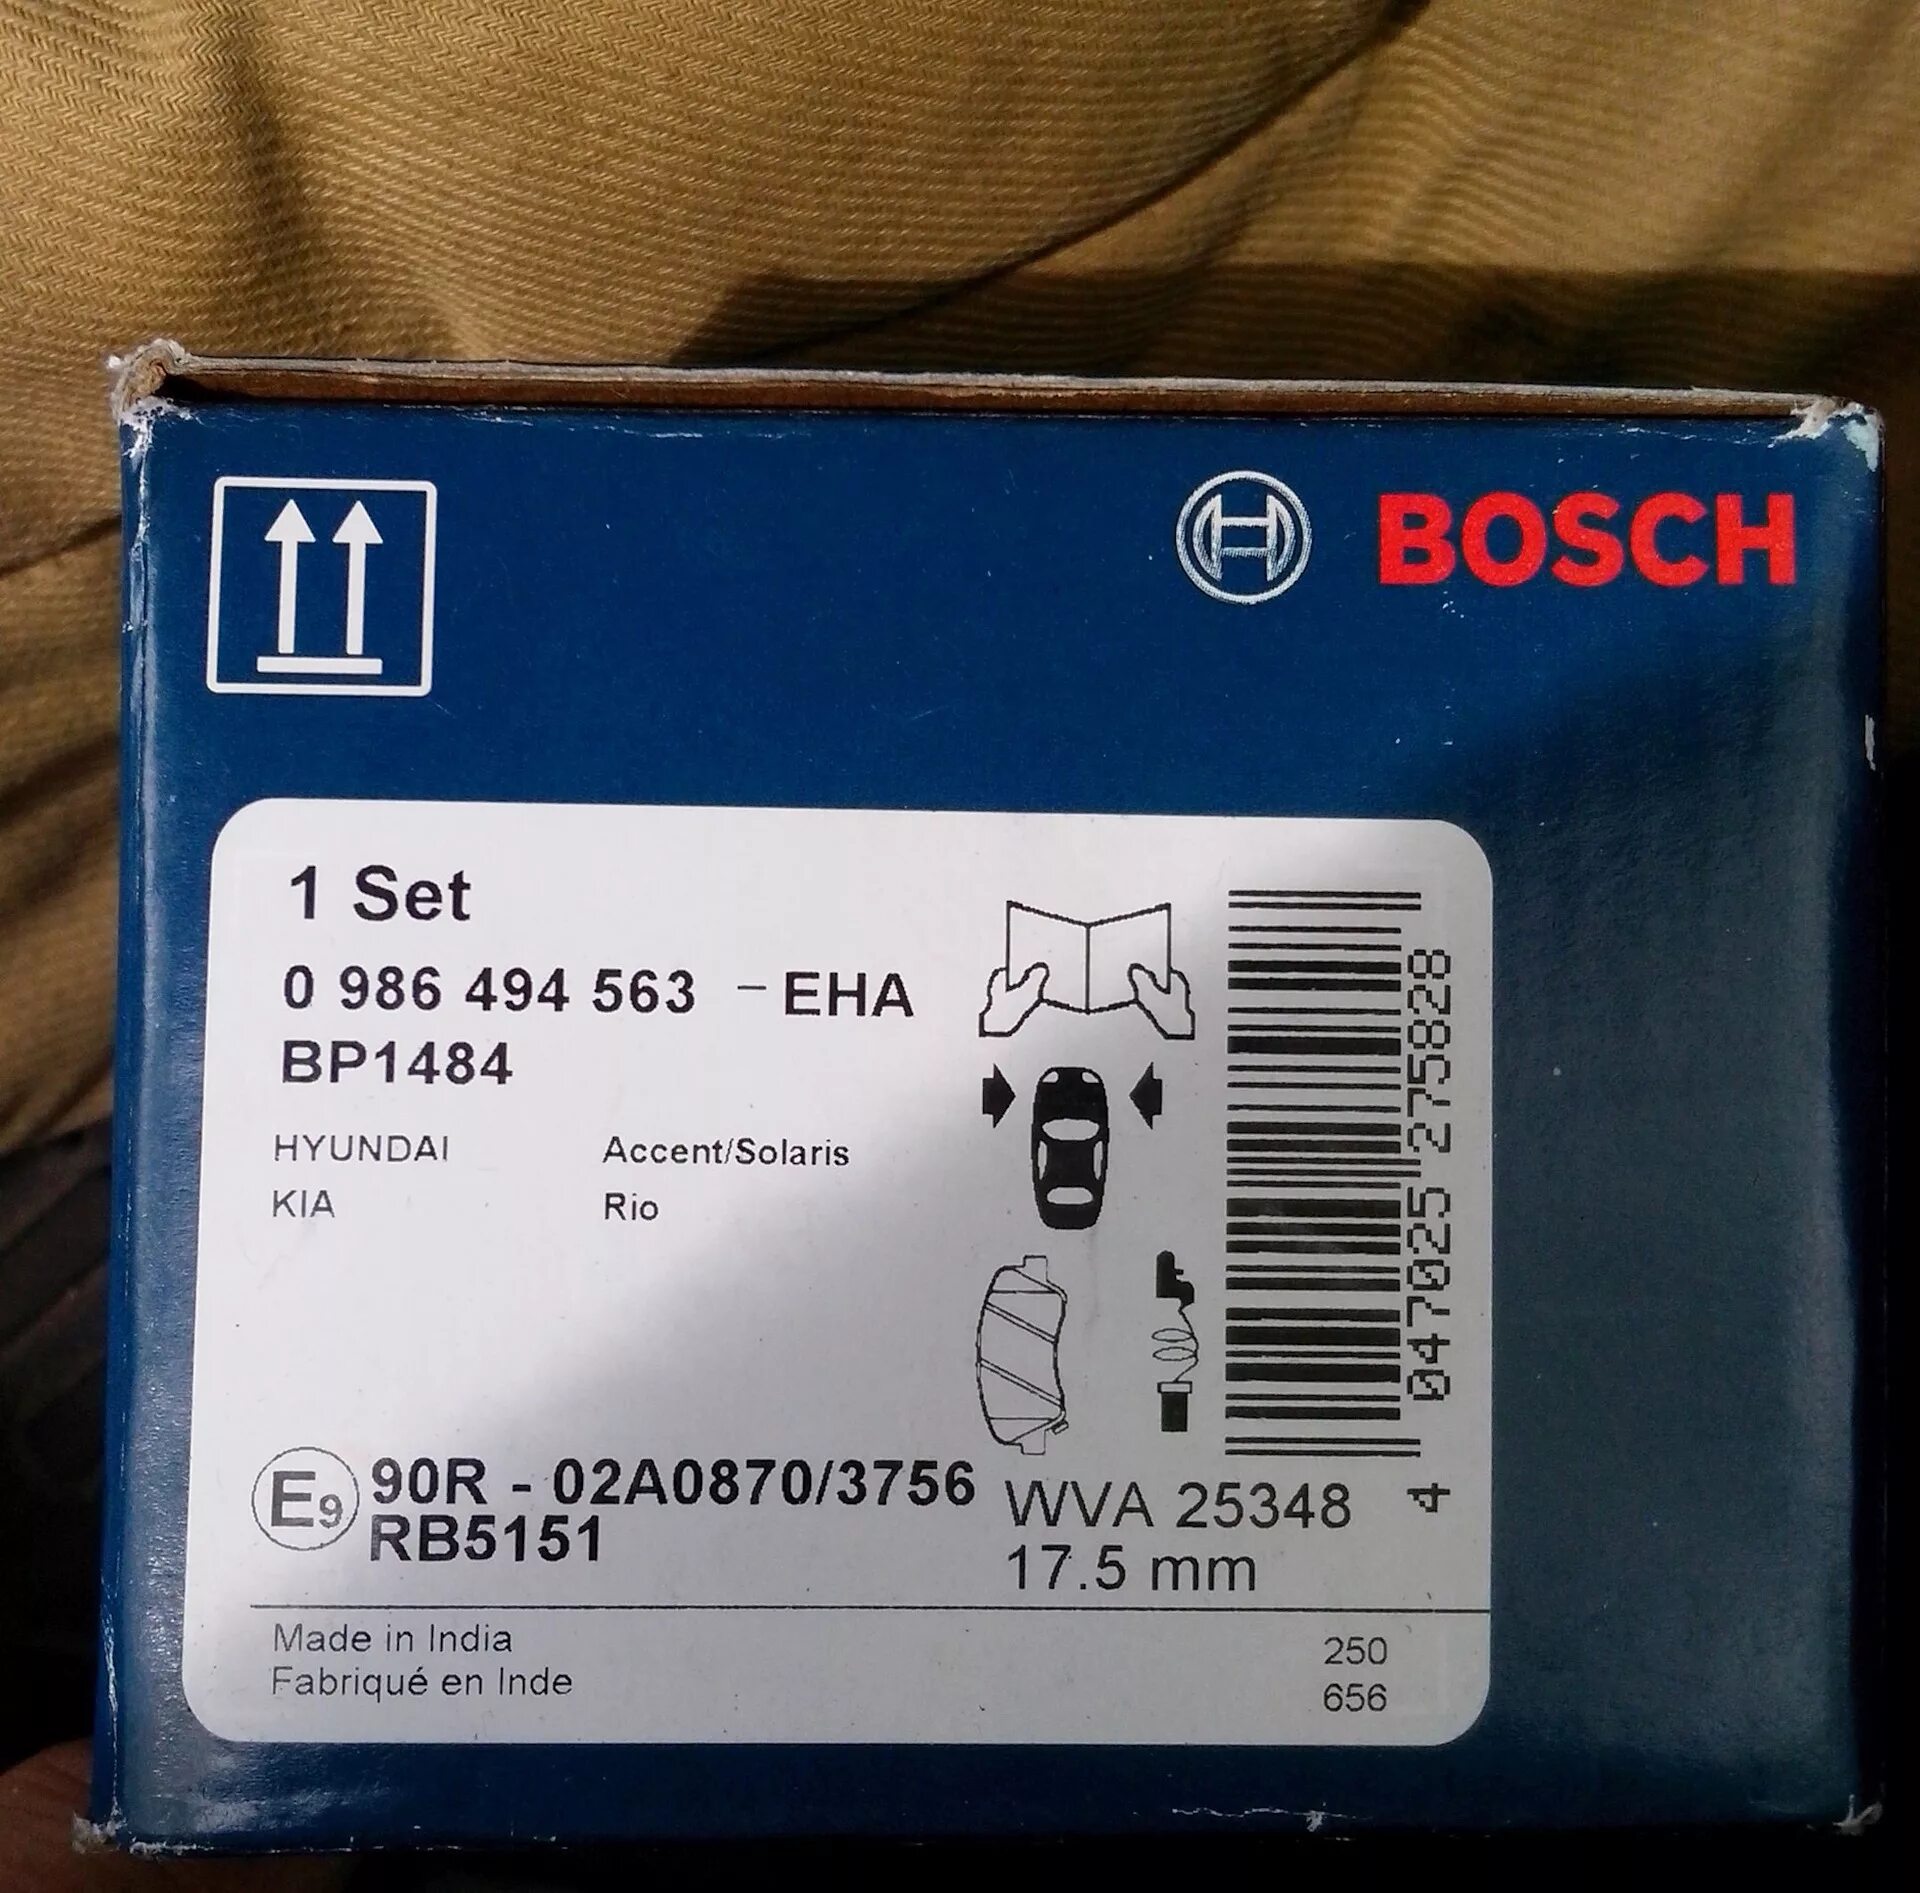 BOSCH
1 Set
0 986 494 563 - EHA
BP1484
HYUNDAI Accent/Solaris
KIA Rio
4 047025 275828
E9 90R - 02A0870/3756
RB5151
WVA 25348
17.5 mm
Made in India
Fabriqué en Inde
250
656